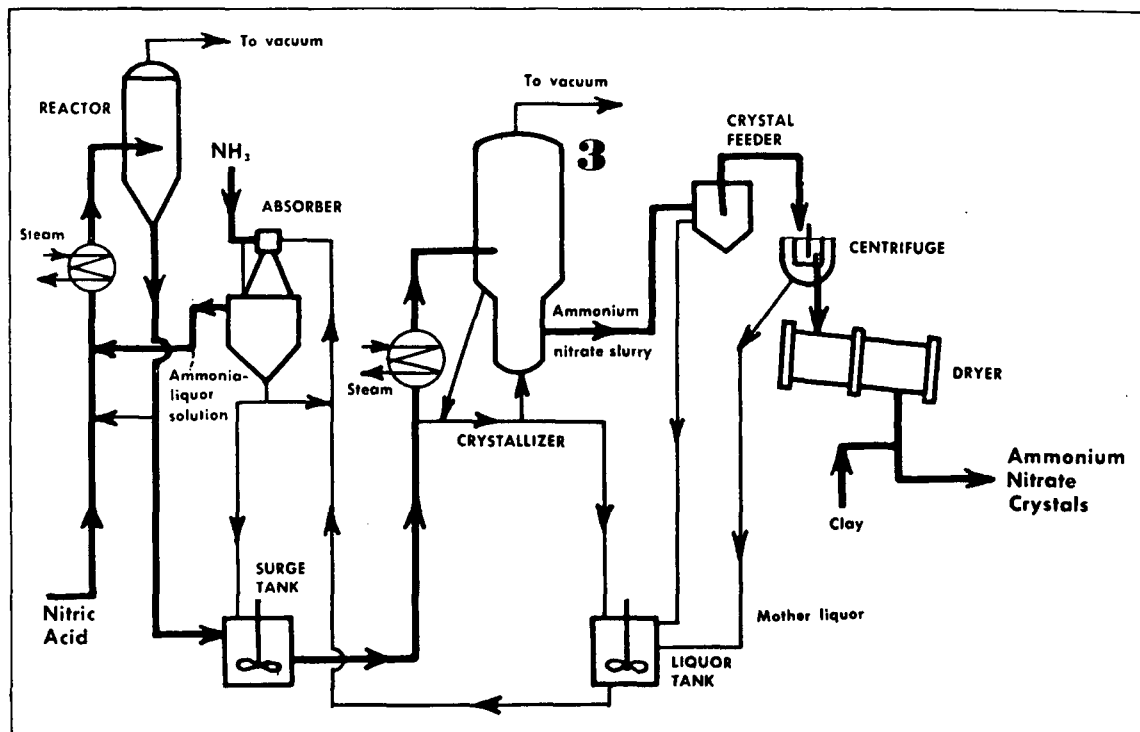 To vacuum
REACTOR
To vacuum
3
CRYSTAL
FEEDER
NH3
ABSORBER
Steam
CENTRIFUGE
Ammonium
nitrate slurry
Ammonia-
liquor
solution
Steam
DRYER
CRYSTALLIZER
Ammonium
Nitrate
Crystals
Clay
SURGE
TANK
Nitric
Acid
Mother liquor
LIQUOR
TANK